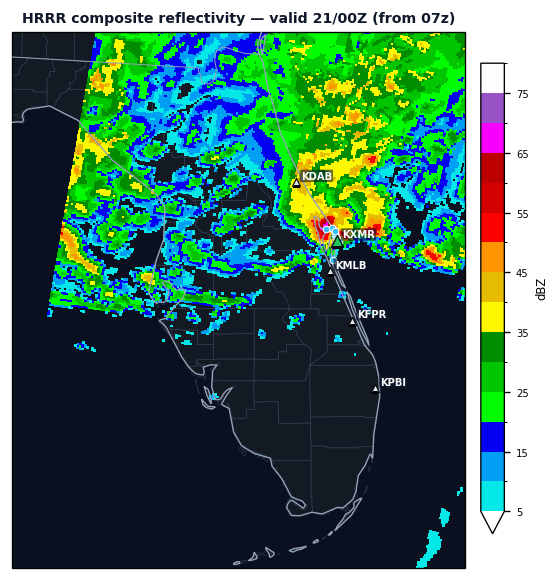 HRRR composite reflectivity — valid 21/00Z (from 07z)
75
65
55
45
35
25
15
5
dBZ
KDAB
KXMR
KMLB
KFPR
KPBI